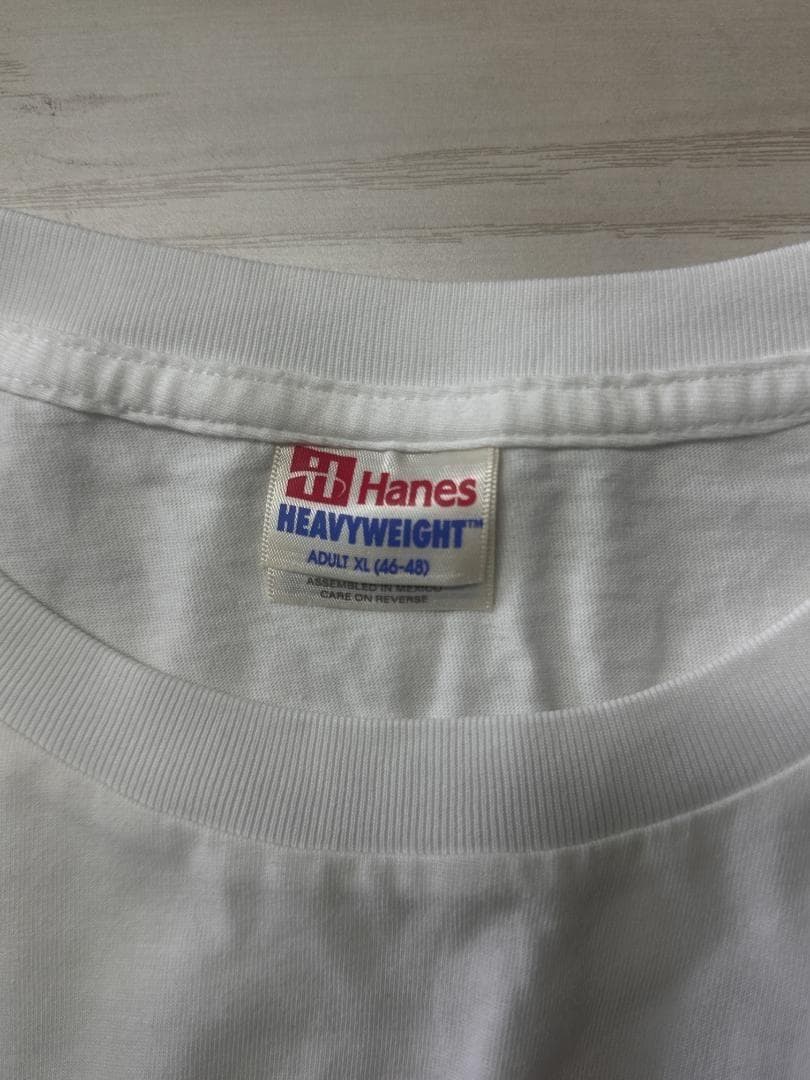 Hanes
HEAVYWEIGHT™
ADULT XL (46-48)
ASSEMBLED IN MEXICO
CARE ON REVERSE